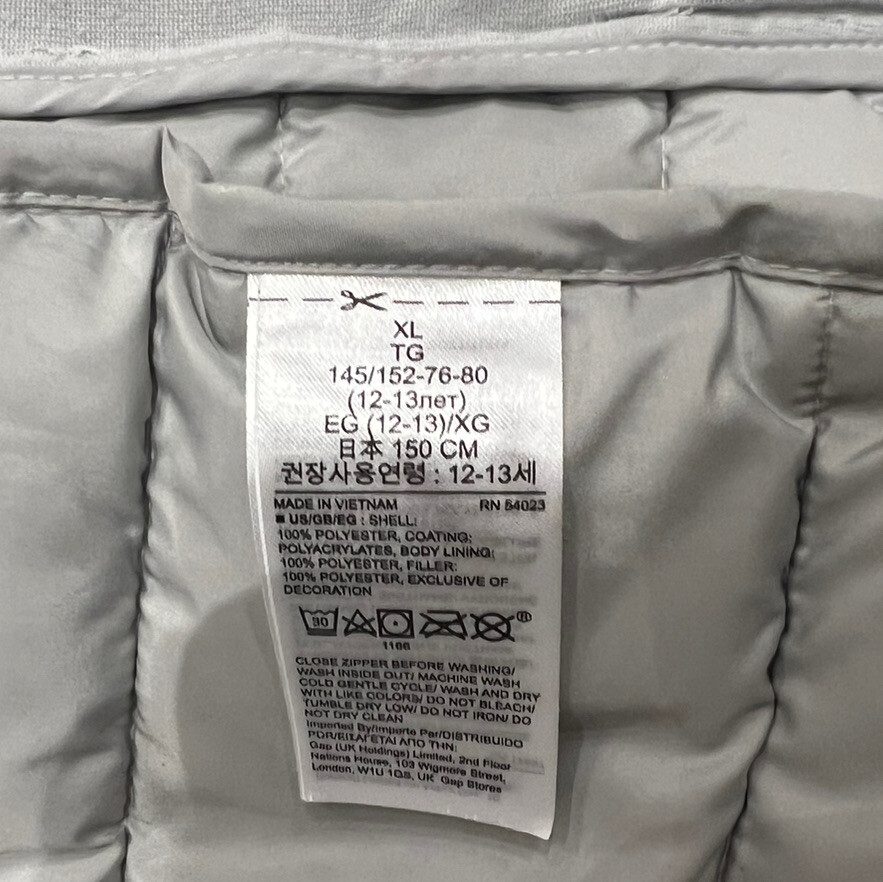 XL
TG
145/152-76-80
(12-13лет)
EG (12-13)/XG
日本 150 CM
권장사용연령 : 12-13세
MADE IN VIETNAM RN 54023
■ US/GB/EG : SHELL:
100% POLYESTER, COATING:
POLYACRYLATES, BODY LINING:
100% POLYESTER, FILLER:
100% POLYESTER, EXCLUSIVE OF
DECORATION
30
®
1166
CLOSE ZIPPER BEFORE WASHING/
WASH INSIDE OUT/ MACHINE WASH
COLD GENTLE CYCLE/ WASH AND DRY
WITH LIKE COLORS/ DO NOT BLEACH/
TUMBLE DRY LOW/ DO NOT IRON/ DO
NOT DRY CLEAN
Imported By/Importe Par/DISTRIBUIDO
POR/ΕΙΣΑΓΕΤΑΙ ΑΠΟ ΤΗΝ:
Gap (UK Holdings) Limited, 2nd Floor
Nations House, 103 Wigmore Street,
London, W1U 1QS, UK Gap Stores